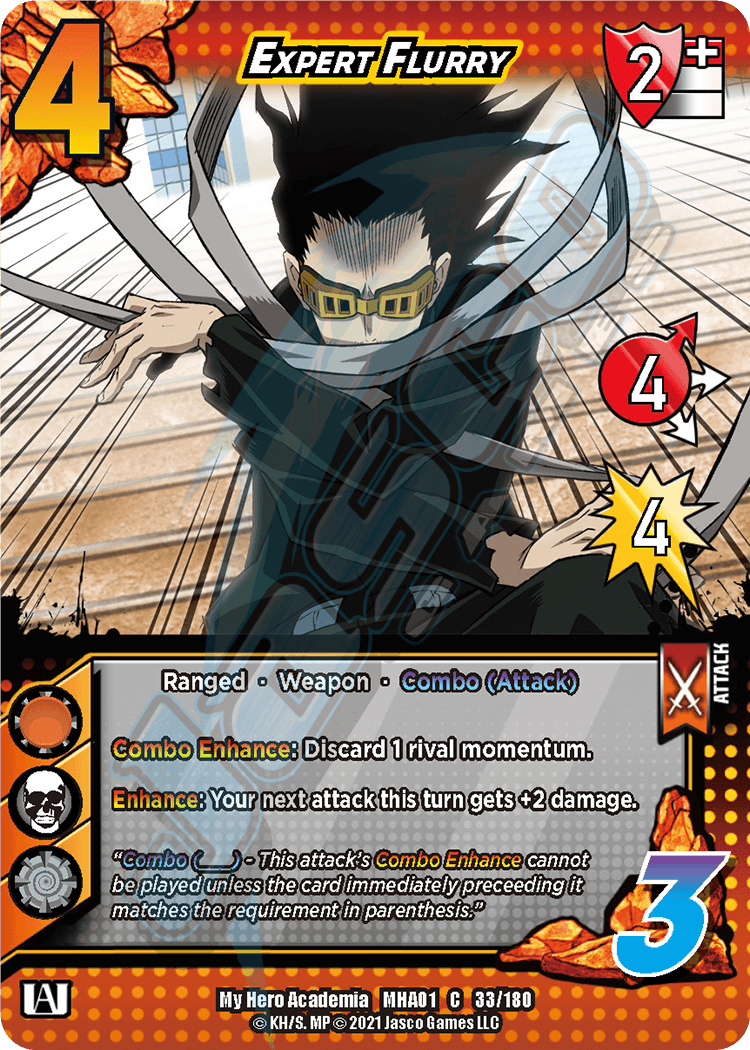 4
EXPERT FLURRY
2
+
4
4
ATTACK
Ranged · Weapon · Combo (Attack)
Combo Enhance: Discard 1 rival momentum.
Enhance: Your next attack this turn gets +2 damage.
“Combo (___) - This attack's Combo Enhance cannot
be played unless the card immediately preceeding it
matches the requirement in parenthesis.”
3
UA
My Hero Academia MHA01 C 33/180
© KH/S. MP © 2021 Jasco Games LLC